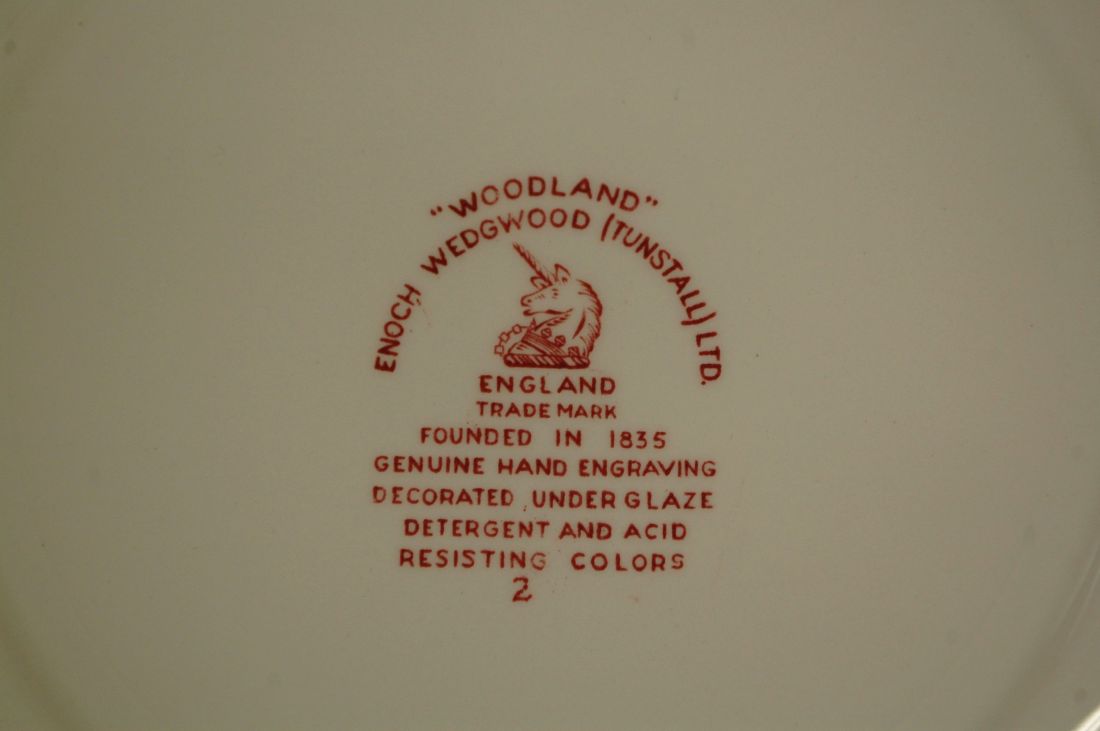 "WOODLAND"
ENOCH WEDGWOOD (TUNSTALL) LTD.
ENGLAND
TRADE MARK
FOUNDED IN 1835
GENUINE HAND ENGRAVING
DECORATED UNDER GLAZE
DETERGENT AND ACID
RESISTING COLORS
2